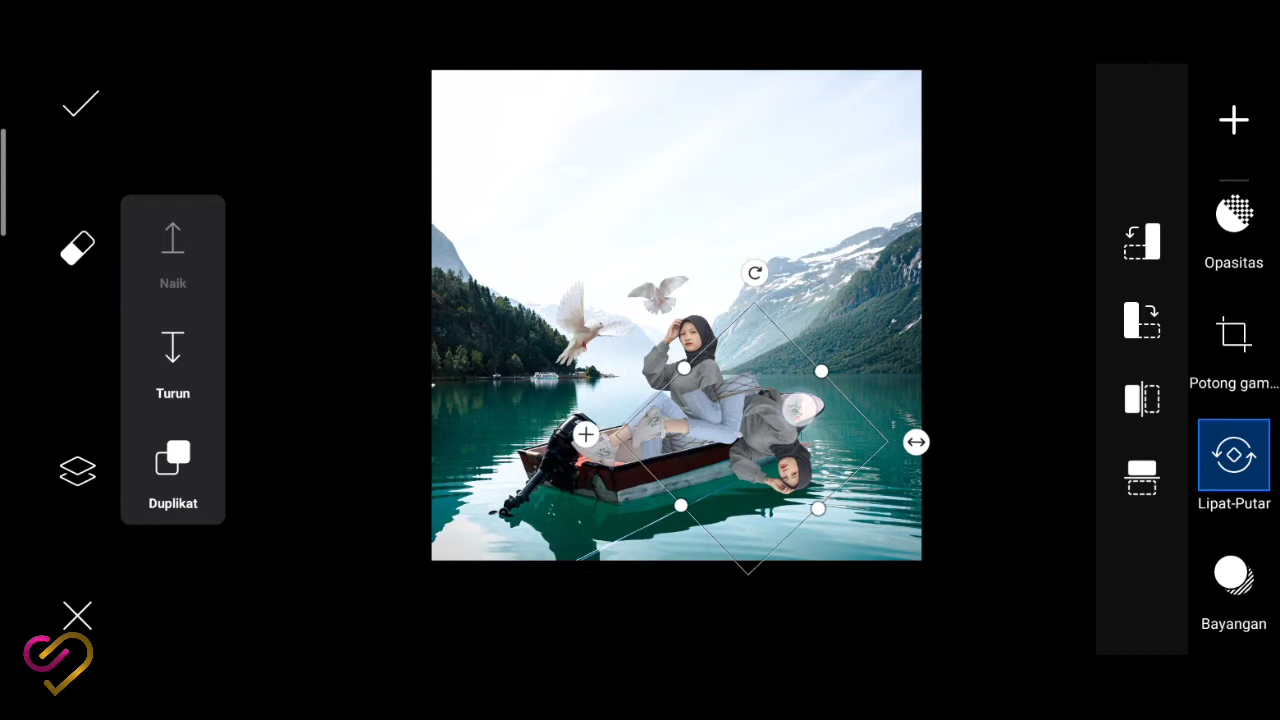 Naik
Turun
Duplikat
Opasitas
Potong gam...
Lipat-Putar
Bayangan